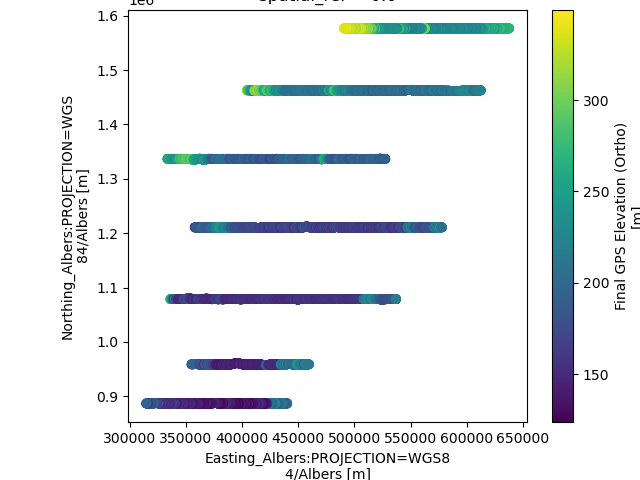 1e6
1.6
1.5
1.4
1.3
1.2
1.1
1.0
0.9
Northing_Albers:PROJECTION=WGS
84/Albers [m]
300000 350000 400000 450000 500000 550000 600000 650000
Easting_Albers:PROJECTION=WGS8
4/Albers [m]
300
250
200
150
Final GPS Elevation (Ortho)
[m]